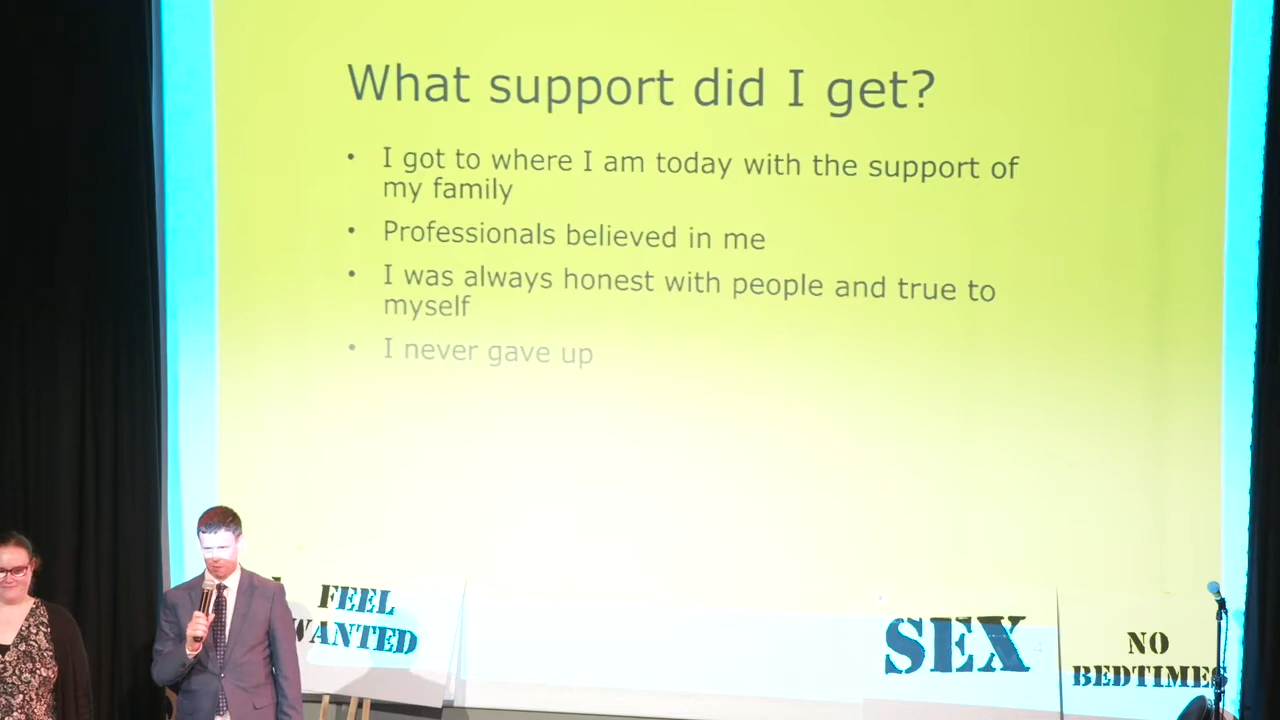 What support did I get?
• I got to where I am today with the support of
my family
• Professionals believed in me
• I was always honest with people and true to
myself
• I never gave up
FEEL
WANTED
SEX
NO
BEDTIMES